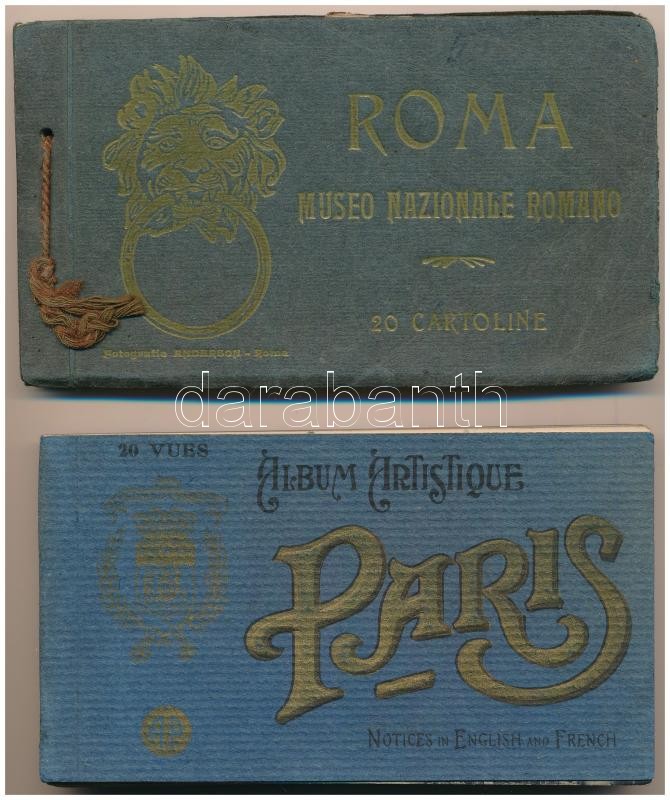 ROMA
MUSEO NAZIONALE ROMANO
20 CARTOLINE
Fotografie ANDERSON - Roma
darabanth
20 VUES
ALBUM ARTISTIQUE
PARIS
NOTICES IN ENGLISH AND FRENCH